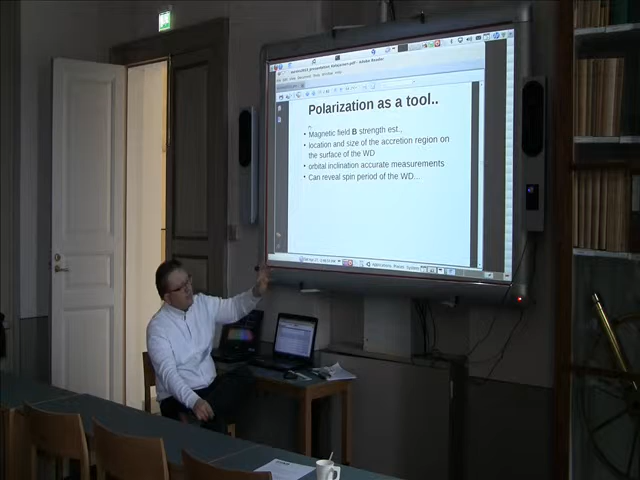 Polarization as a tool..
• Magnetic field B strength est.,
• location and size of the accretion region on
the surface of the WD
• orbital inclination accurate measurements
• Can reveal spin period of the WD...